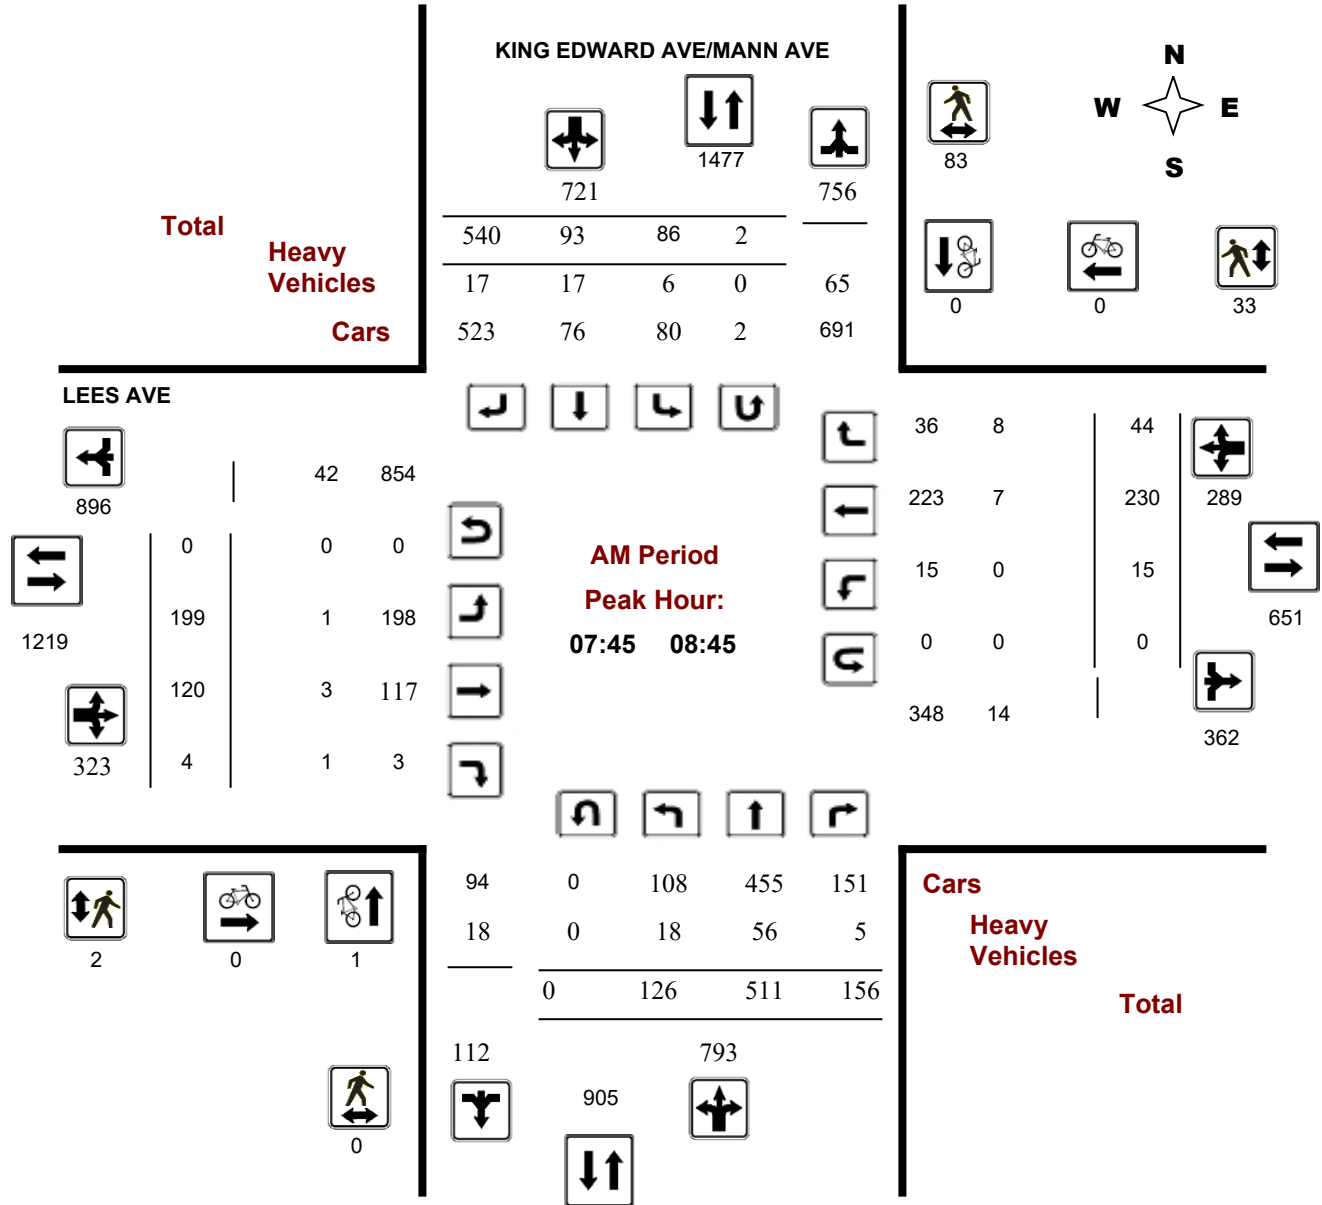 KING EDWARD AVE/MANN AVE
N
W E
S
1477
83
721 756
Total
540 93 86 2
Heavy
Vehicles
17 17 6 0 65
0 0 33
Cars
523 76 80 2 691
LEES AVE
36 8 44
42 854
896
223 7 230 289
0 0 0
AM Period
15 0 15
Peak Hour:
199 1 198
651
1219
07:45 08:45
0 0 0
120 3 117
348 14
362
323 4 1 3
94 0 108 455 151
Cars
18 0 18 56 5
Heavy
Vehicles
2 0 1
0 126 511 156
Total
112 793
905
0